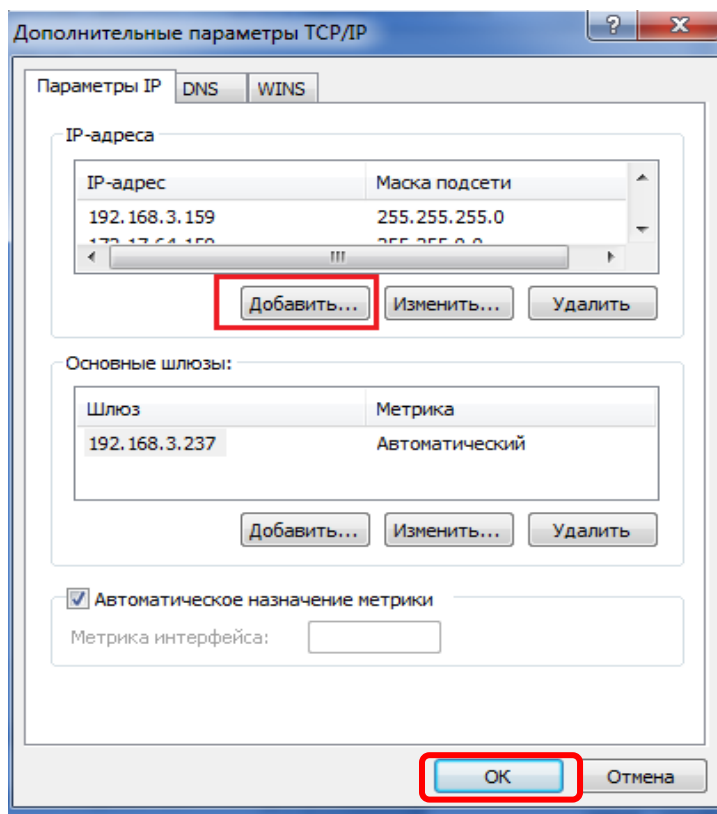 Дополнительные параметры TCP/IP
Параметры IP DNS WINS
IP-адреса
IP-адрес Маска подсети
192.168.3.159 255.255.255.0
Добавить... Изменить... Удалить
Основные шлюзы:
Шлюз Метрика
192.168.3.237 Автоматический
Добавить... Изменить... Удалить
Автоматическое назначение метрики
Метрика интерфейса:
ОК Отмена